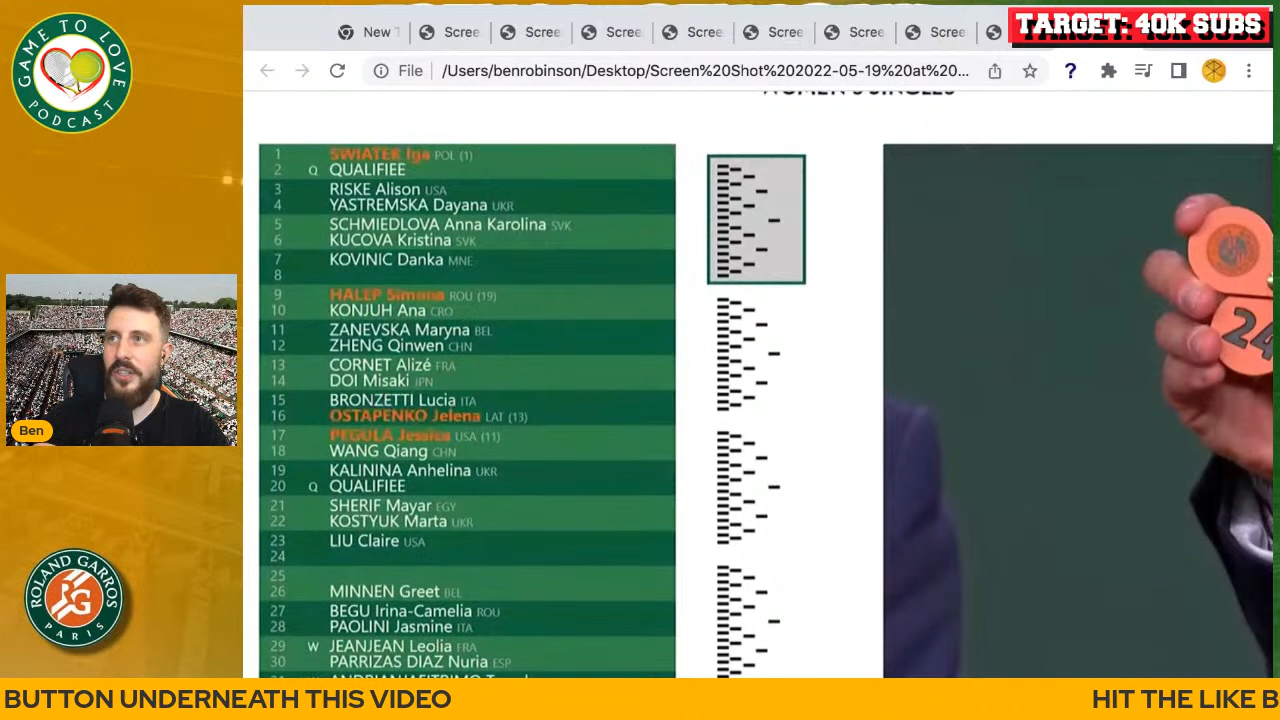 GAME TO LOVE
PODCAST
New T
Scree
Scree
Scree
Scree
Scree
Scree
Scree
TARGET: 40K SUBS
File
/Users/benrobinson/Desktop/Screen%20Shot%202022-05-19%20at%20...
?
WOMEN'S SINGLES
1 SWIATEK Iga POL (1)
2 Q QUALIFIEE
3 RISKE Alison USA
4 YASTREMSKA Dayana UKR
5 SCHMIEDLOVA Anna Karolina SVK
6 KUCOVA Kristina SVK
7 KOVINIC Danka MNE
8
9 HALEP Simona ROU (19)
10 KONJUH Ana CRO
11 ZANEVSKA Maryna BEL
12 ZHENG Qinwen CHN
13 CORNET Alizé FRA
14 DOI Misaki JPN
15 BRONZETTI Lucia ITA
16 OSTAPENKO Jelena LAT (13)
17 PEGULA Jessica USA (11)
18 WANG Qiang CHN
19 KALININA Anhelina UKR
20 Q QUALIFIEE
21 SHERIF Mayar EGY
22 KOSTYUK Marta UKR
23 LIU Claire USA
24
25
26 MINNEN Greet BEL
27 BEGU Irina-Camelia ROU
28 PAOLINI Jasmine ITA
29 W JEANJEAN Leolia FRA
30 PARRIZAS DIAZ Nuria ESP
24
Ben
ROLAND GARROS
RG
PARIS
BUTTON UNDERNEATH THIS VIDEO
HIT THE LIKE B